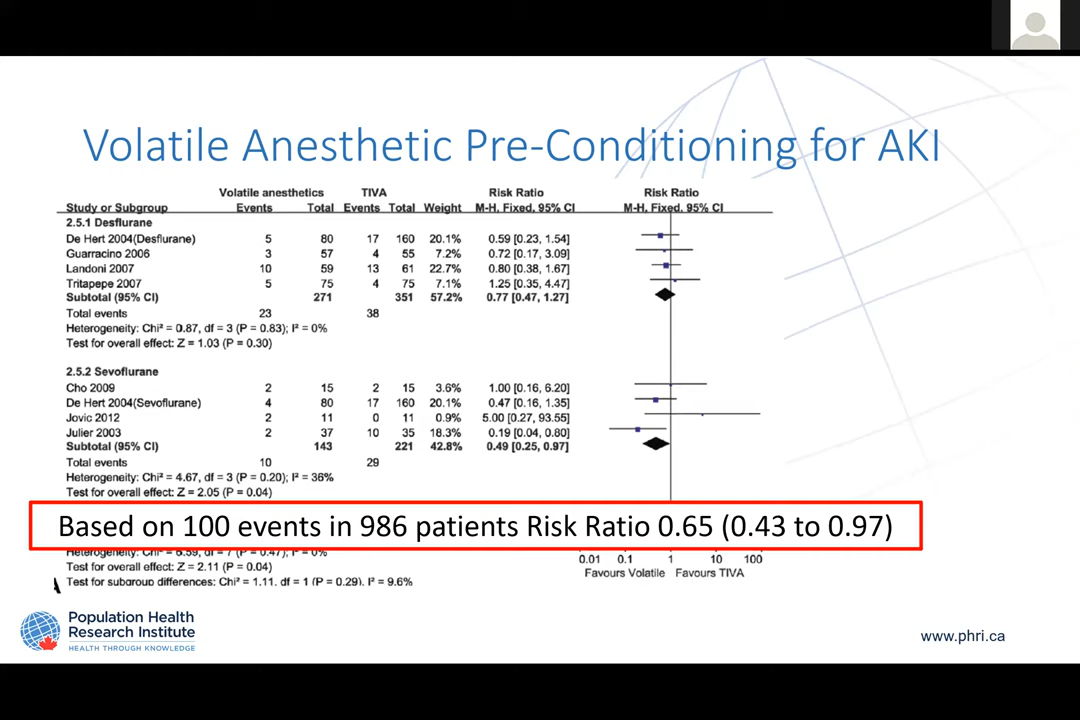 Volatile Anesthetic Pre-Conditioning for AKI
Volatile anesthetics TIVA Risk Ratio Risk Ratio
Study or Subgroup Events Total Events Total Weight M-H, Fixed, 95% CI M-H, Fixed, 95% CI
2.5.1 Desflurane
De Hert 2004(Desflurane) 5 80 17 160 20.1% 0.59 [0.23, 1.54]
Guarracino 2006 3 57 4 55 7.2% 0.72 [0.17, 3.09]
Landoni 2007 10 59 13 61 22.7% 0.80 [0.38, 1.67]
Tritapepe 2007 5 75 4 75 7.1% 1.25 [0.35, 4.47]
Subtotal (95% CI) 271 351 57.2% 0.77 [0.47, 1.27]
Total events 23 38
Heterogeneity: Chi² = 0.87, df = 3 (P = 0.83); I² = 0%
Test for overall effect: Z = 1.03 (P = 0.30)
2.5.2 Sevoflurane
Cho 2009 2 15 2 15 3.6% 1.00 [0.16, 6.20]
De Hert 2004(Sevoflurane) 4 80 17 160 20.1% 0.47 [0.16, 1.35]
Jovic 2012 2 11 0 11 0.9% 5.00 [0.27, 93.55]
Julier 2003 2 37 10 35 18.3% 0.19 [0.04, 0.80]
Subtotal (95% CI) 143 221 42.8% 0.49 [0.25, 0.97]
Total events 10 29
Heterogeneity: Chi² = 4.67, df = 3 (P = 0.20); I² = 36%
Test for overall effect: Z = 2.05 (P = 0.04)
Based on 100 events in 986 patients Risk Ratio 0.65 (0.43 to 0.97)
Heterogeneity: Chi² = 6.59, df = 7 (P = 0.47); I² = 0%
Test for overall effect: Z = 2.11 (P = 0.04)
Test for subgroup differences: Chi² = 1.11, df = 1 (P = 0.29), I² = 9.6%
0.01 0.1 1 10 100
Favours Volatile Favours TIVA
A
Population Health
Research Institute
HEALTH THROUGH KNOWLEDGE
www.phri.ca